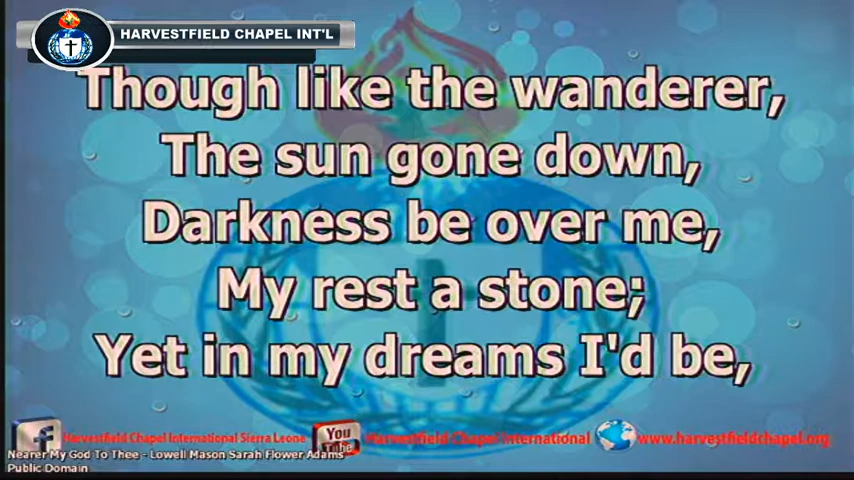 HARVESTFIELD CHAPEL INT'L
Though like the wanderer,
The sun gone down,
Darkness be over me,
My rest a stone;
Yet in my dreams I'd be,
Harvestfield Chapel International Sierra Leone
You Tube
Harvestfield Chapel International
www.harvestfieldchapel.org
Nearer My God To Thee - Lowell Mason Sarah Flower Adams
Public Domain